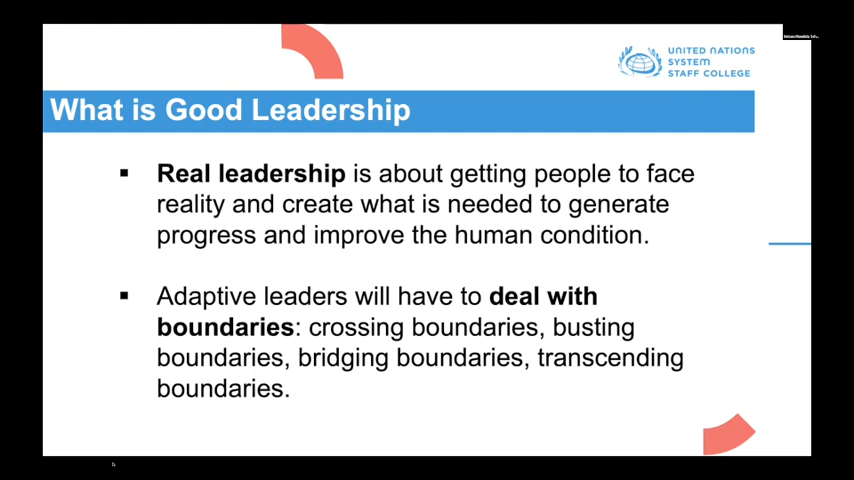 UNITED NATIONS
SYSTEM
STAFF COLLEGE
What is Good Leadership
▪ Real leadership is about getting people to face
reality and create what is needed to generate
progress and improve the human condition.
▪ Adaptive leaders will have to deal with
boundaries: crossing boundaries, busting
boundaries, bridging boundaries, transcending
boundaries.